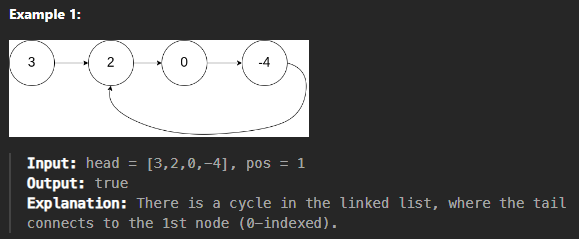 Example 1:
3 2 0 -4
Input: head = [3,2,0,-4], pos = 1
Output: true
Explanation: There is a cycle in the linked list, where the tail
connects to the 1st node (0-indexed).